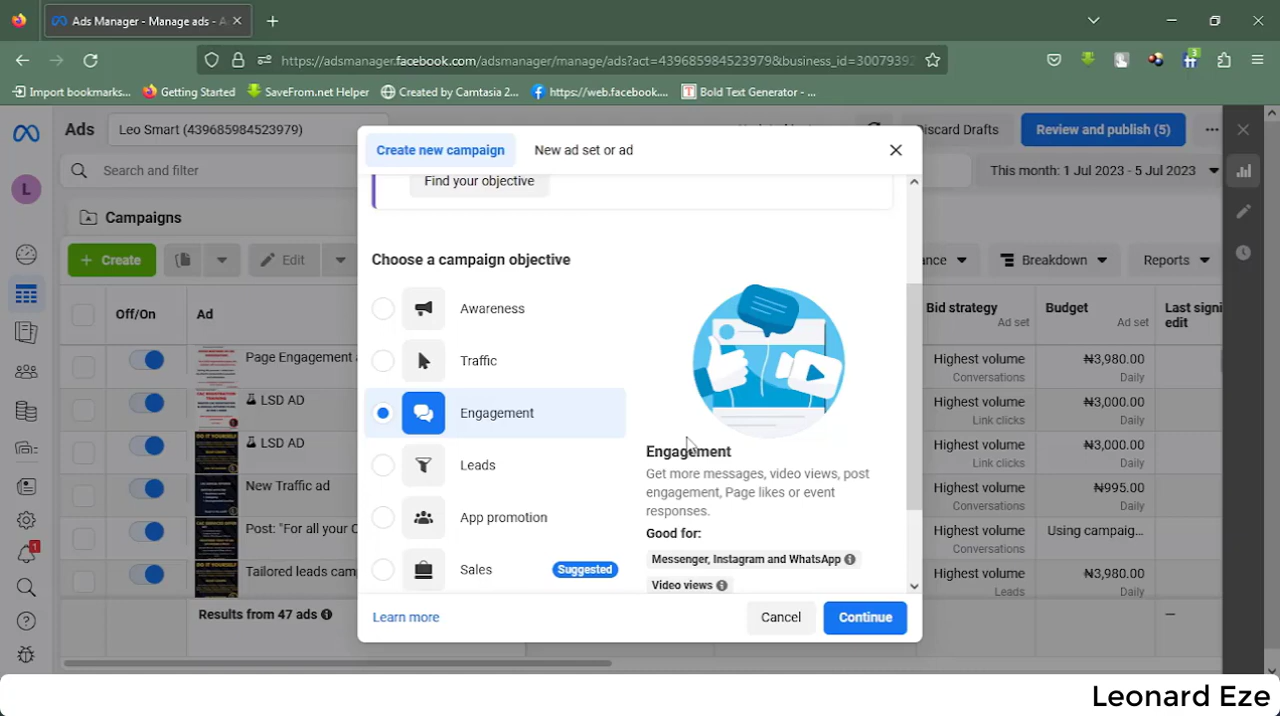 Ads Manager - Manage ads - A
https://adsmanager.facebook.com/adsmanager/manage/ads?act=439685984523979&business_id=30079392
3
Import bookmarks...
Getting Started
SaveFrom.net Helper
Created by Camtasia 2...
https://web.facebook....
Bold Text Generator - ...
Ads
Leo Smart (439685984523979)
Discard Drafts
Review and publish (5)
L
Search and filter
This month: 1 Jul 2023 - 5 Jul 2023
Campaigns
Create
Edit
Breakdown
Reports
Off/On
Ad
Bid strategy
Ad set
Budget
Ad set
Last signi
edit
Page Engagement
Highest volume
Conversations
₦3,980.00
Daily
LSD AD
Highest volume
Link clicks
₦3,000.00
Daily
LSD AD
Highest volume
Link clicks
₦3,000.00
Daily
New Traffic ad
Highest volume
Conversations
₦995.00
Daily
Post: "For all your C
Highest volume
Conversations
Using campaig...
Tailored leads cam
Highest volume
Leads
₦3,980.00
Daily
Results from 47 ads
—
1
Create new campaign
New ad set or ad
Find your objective
Choose a campaign objective
Awareness
Traffic
Engagement
Leads
App promotion
Sales
Suggested
Engagement
Get more messages, video views, post
engagement, Page likes or event
responses.
Good for:
Messenger, Instagram and WhatsApp
Video views
Learn more
Cancel
Continue
Leonard Eze